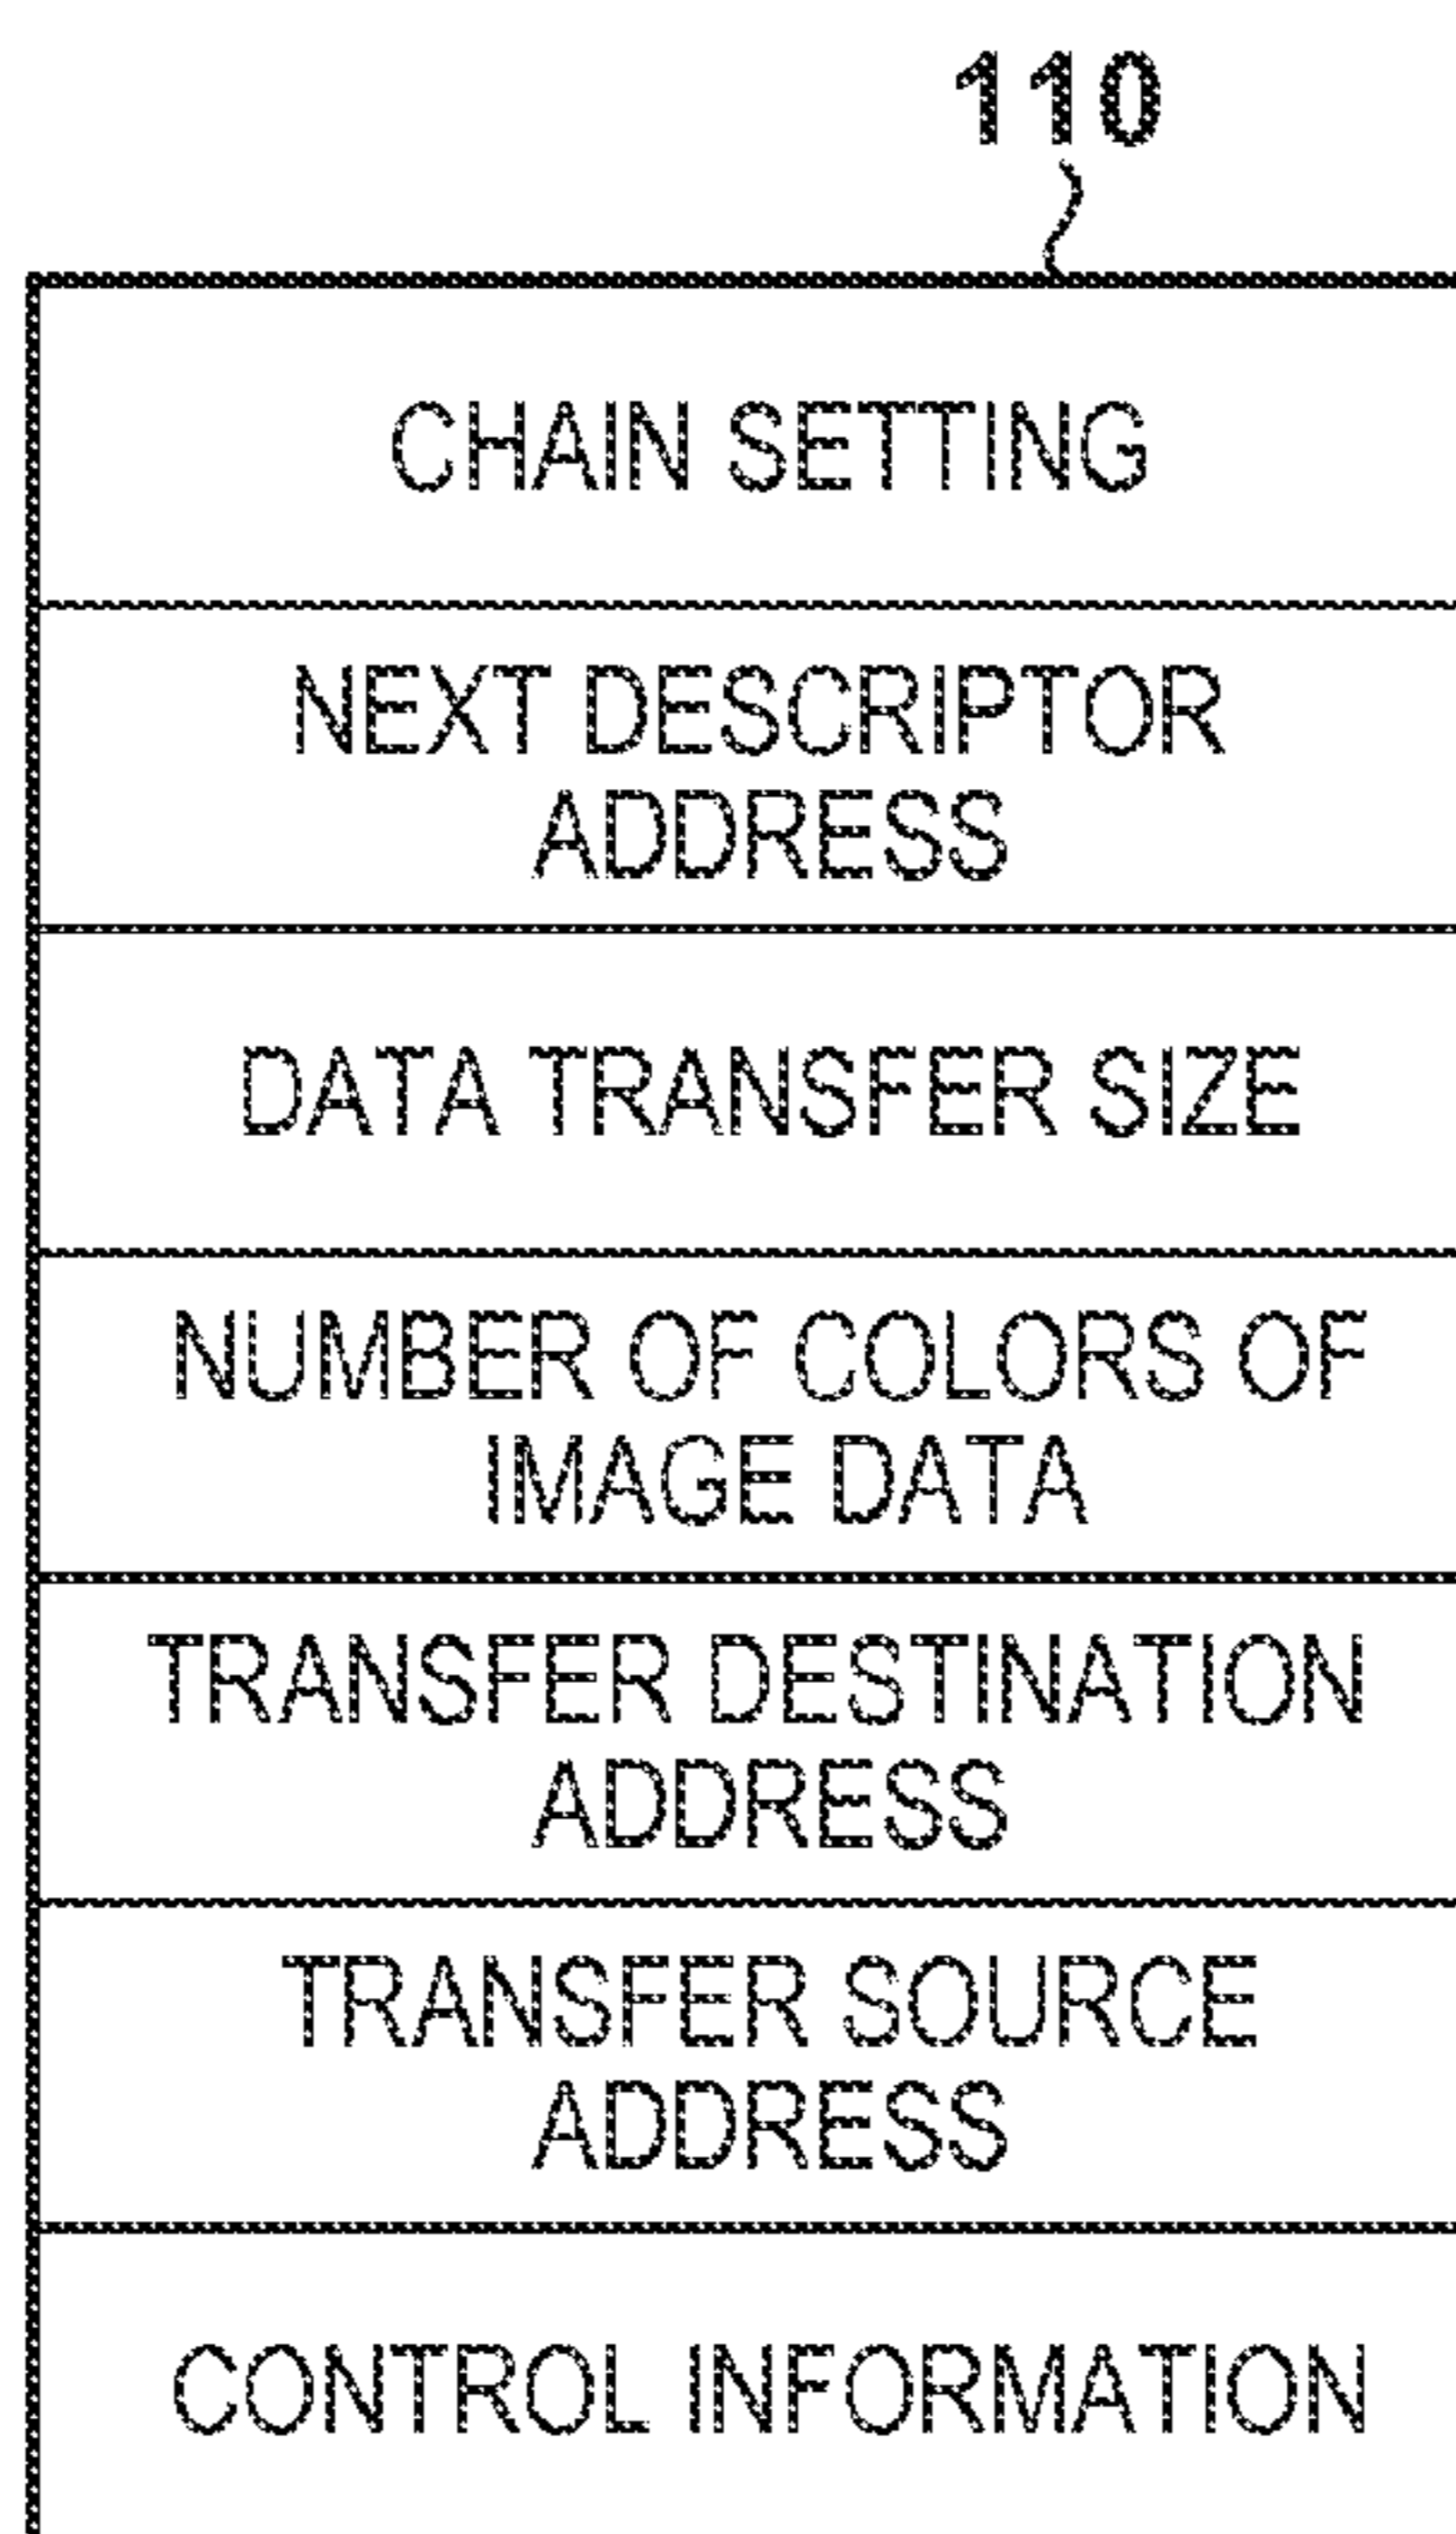 110
CHAIN SETTING
NEXT DESCRIPTOR
ADDRESS
DATA TRANSFER SIZE
NUMBER OF COLORS OF
IMAGE DATA
TRANSFER DESTINATION
ADDRESS
TRANSFER SOURCE
ADDRESS
CONTROL INFORMATION